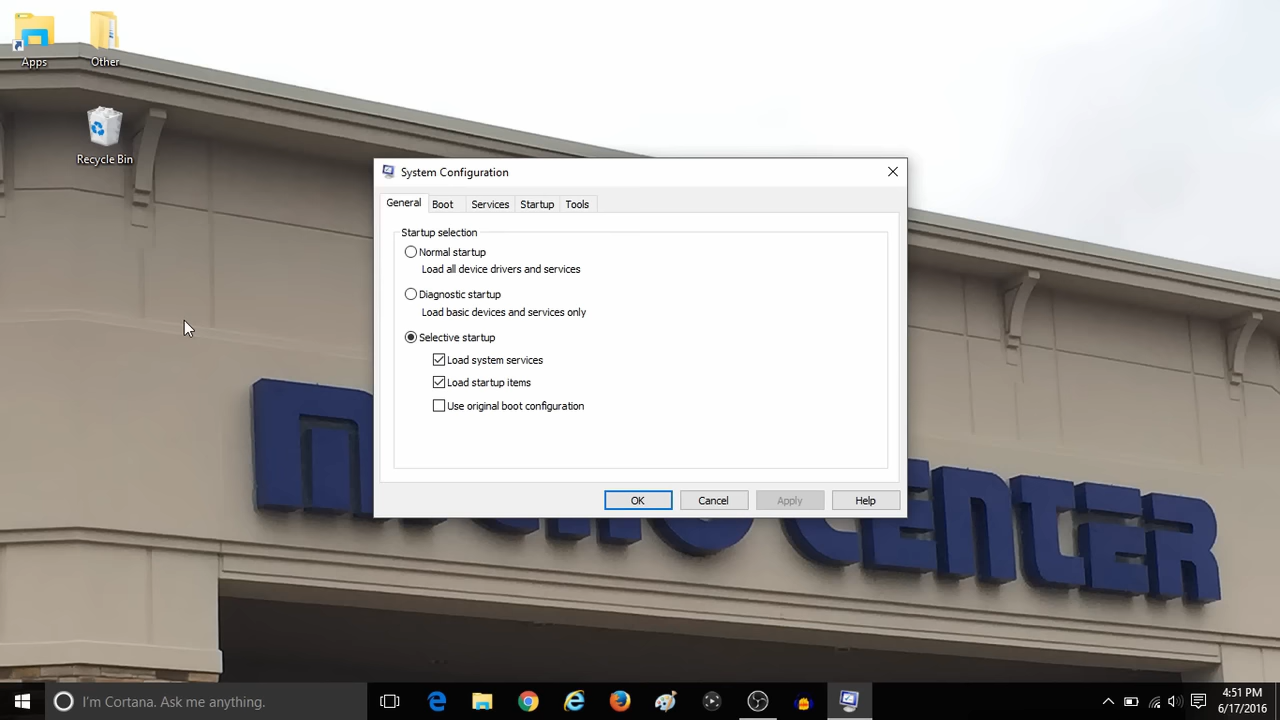 Apps
Other
Recycle Bin
System Configuration
General
Boot
Services
Startup
Tools
Startup selection
Normal startup
Load all device drivers and services
Diagnostic startup
Load basic devices and services only
Selective startup
Load system services
Load startup items
Use original boot configuration
OK
Cancel
Apply
Help
CENTER
I'm Cortana. Ask me anything.
4:51 PM
6/17/2016